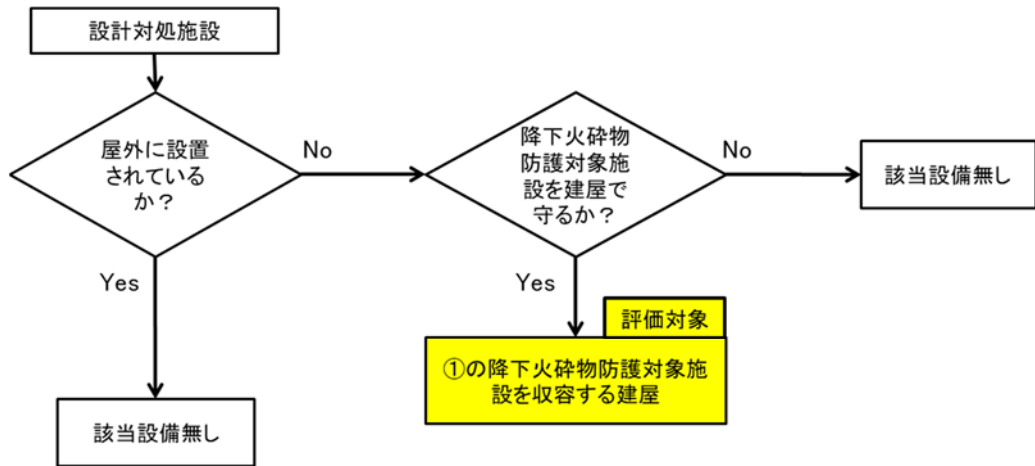 設計対処施設
屋外に設置
されている
か？
No
Yes
該当設備無し
降下火砕物
防護対象施
設を建屋で
守るか？
No
該当設備無し
Yes
評価対象
①の降下火砕物防護対象施
設を収容する建屋